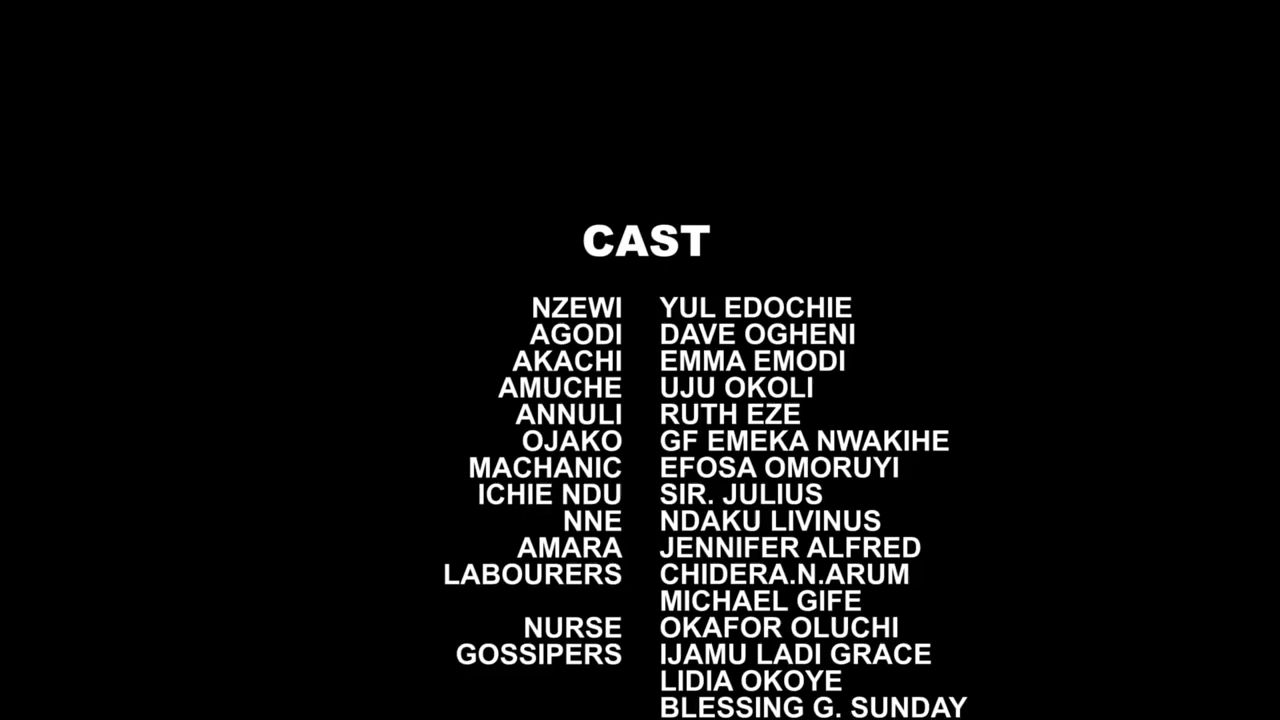 CAST
NZEWI YUL EDOCHIE
AGODI DAVE OGHENI
AKACHI EMMA EMODI
AMUCHE UJU OKOLI
ANNULI RUTH EZE
OJAKO GF EMEKA NWAKIHE
MACHANIC EFOSA OMORUYI
ICHIE NDU SIR. JULIUS
NNE NDAKU LIVINUS
AMARA JENNIFER ALFRED
LABOURERS CHIDERA.N.ARUM
MICHAEL GIFE
NURSE OKAFOR OLUCHI
GOSSIPERS IJAMU LADI GRACE
LIDIA OKOYE
BLESSING G. SUNDAY